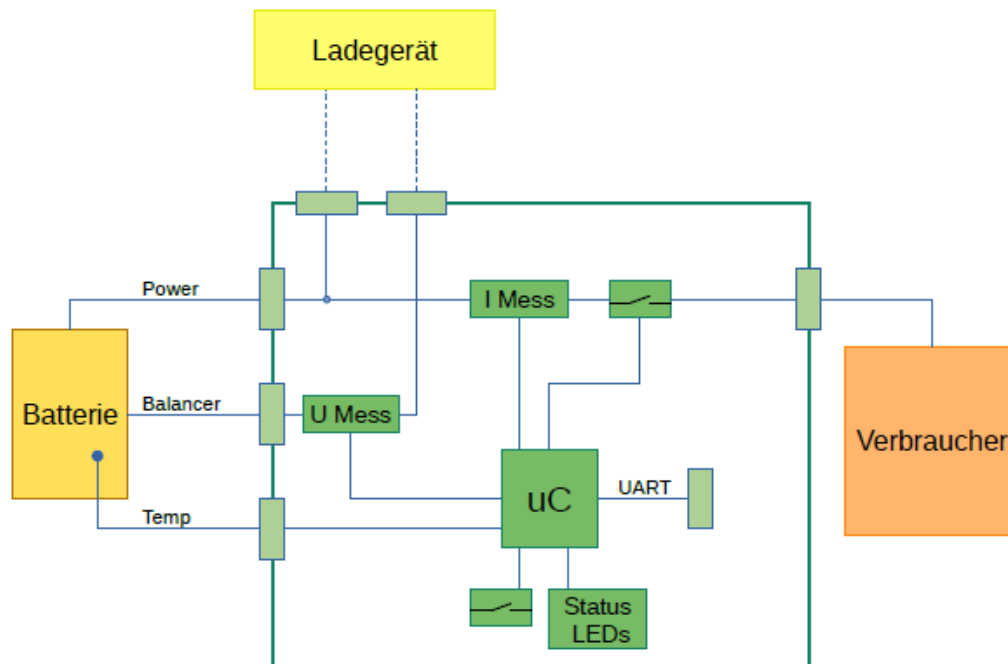 Ladegerät
Power
I Mess
Batterie
Balancer
U Mess
Verbraucher
uC
UART
Temp
Status
LEDs